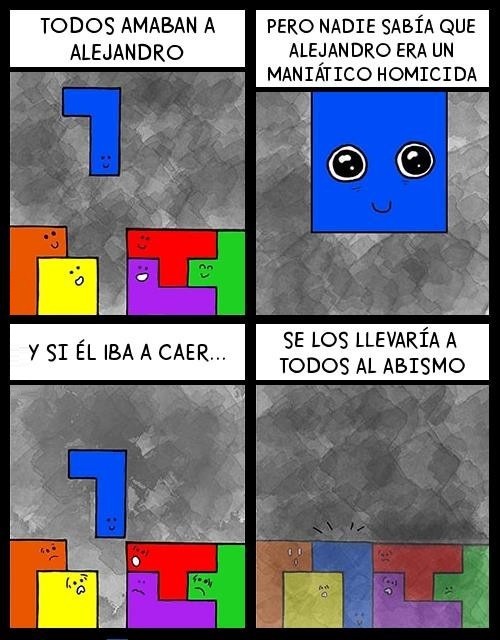 TODOS AMABAN A
ALEJANDRO
PERO NADIE SABÍA QUE
ALEJANDRO ERA UN
MANIÁTICO HOMICIDA
Y SI ÉL IBA A CAER...
SE LOS LLEVARÍA A
TODOS AL ABISMO